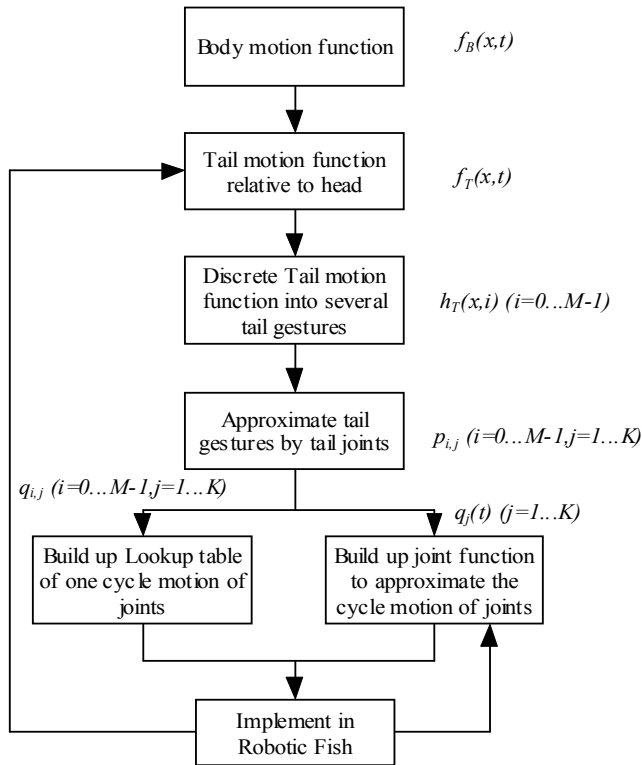 Body motion function
f_B(x,t)
Tail motion function
relative to head
f_T(x,t)
Discrete Tail motion
function into several
tail gestures
h_T(x,i) (i=0...M-1)
Approximate tail
gestures by tail joints
p_{i,j} (i=0...M-1,j=1...K)
q_{i,j} (i=0...M-1,j=1...K)
q_j(t) (j=1...K)
Build up Lookup table
of one cycle motion of
joints
Build up joint function
to approximate the
cycle motion of joints
Implement in
Robotic Fish